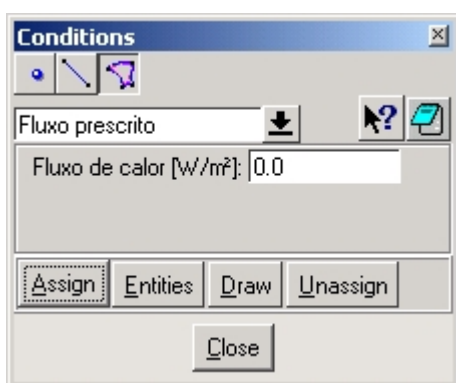 Conditions
Fluxo prescrito
Fluxo de calor [W/m²]: 0.0
Assign Entities Draw Unassign
Close